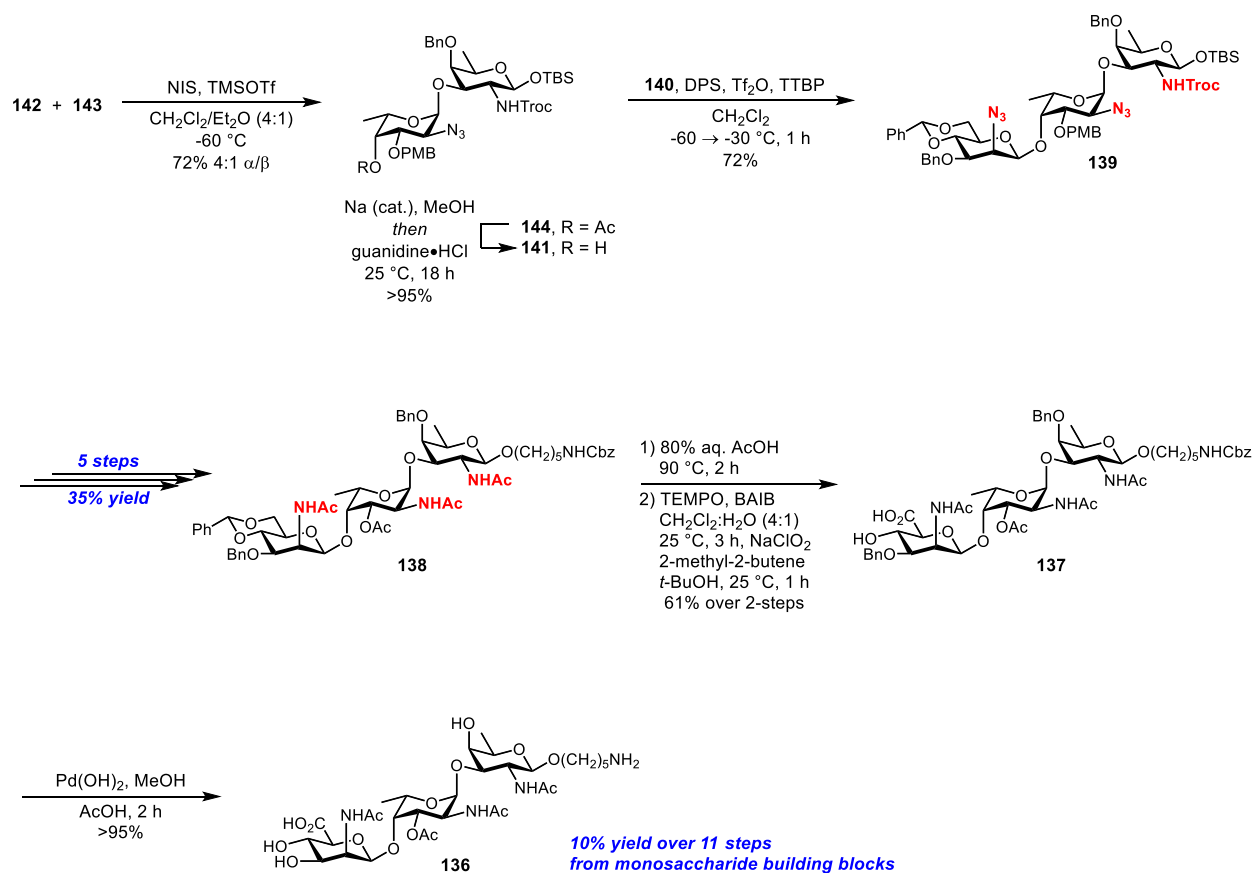 142 + 143
NIS, TMSOTf
CH2Cl2/Et2O (4:1)
-60 °C
72% 4:1 α/β
BnO
O
OTBS
O
NHTroc
O
N3
OPMB
RO
Na (cat.), MeOH
then
guanidine•HCl
25 °C, 18 h
>95%
144, R = Ac
141, R = H
140, DPS, Tf2O, TTBP
CH2Cl2
-60 → -30 °C, 1 h
72%
BnO
O
OTBS
O
NHTroc
O
N3
N3
OPMB
Ph
O
O
O
BnO
O
139
5 steps
35% yield
BnO
O
O(CH2)5NHCbz
O
NHAc
O
NHAc
NHAc
OAc
Ph
O
O
O
BnO
O
138
1) 80% aq. AcOH
90 °C, 2 h
2) TEMPO, BAIB
CH2Cl2:H2O (4:1)
25 °C, 3 h, NaClO2
2-methyl-2-butene
t-BuOH, 25 °C, 1 h
61% over 2-steps
BnO
O
O(CH2)5NHCbz
O
NHAc
O
NHAc
NHAc
OAc
HO2C
O
HO
BnO
O
137
Pd(OH)2, MeOH
AcOH, 2 h
>95%
HO
O
O(CH2)5NH2
O
NHAc
O
NHAc
NHAc
OAc
HO2C
O
HO
HO
O
136
10% yield over 11 steps
from monosaccharide building blocks